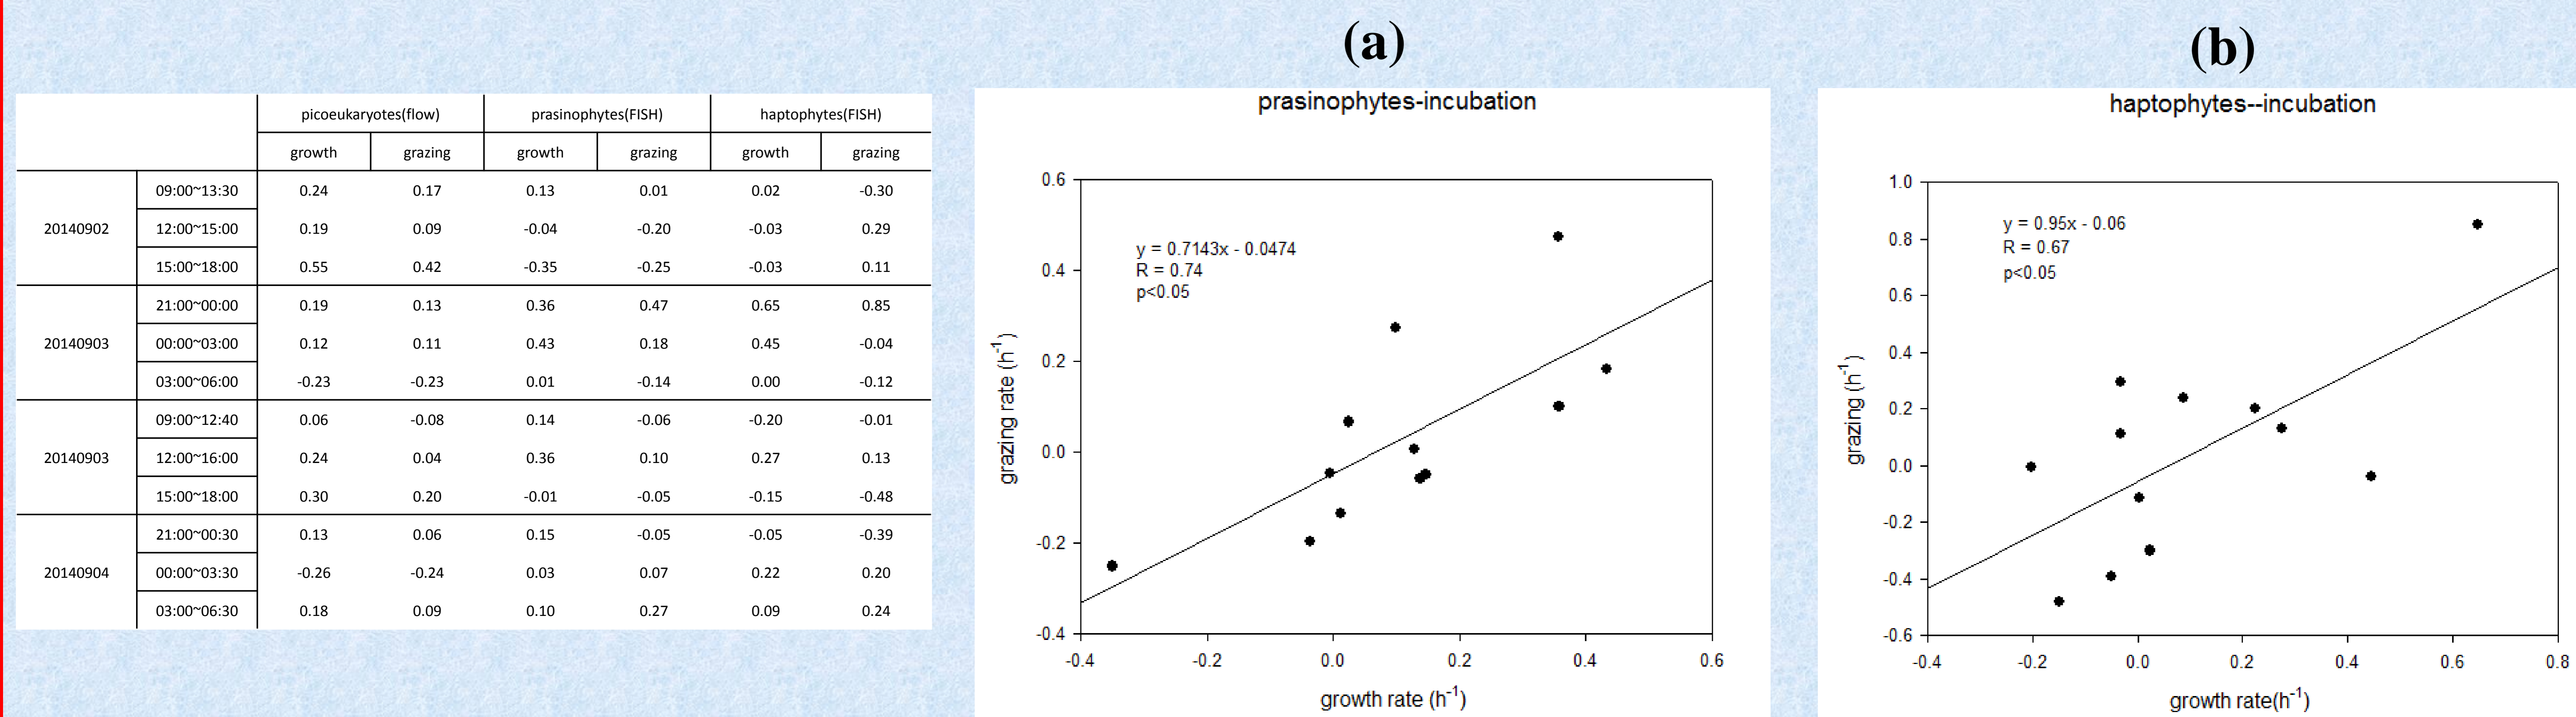 (a)
(b)
picoeukaryotes(flow) prasinophytes(FISH) haptophytes(FISH)
growth grazing growth grazing growth grazing
20140902
09:00~13:30 0.24 0.17 0.13 0.01 0.02 -0.30
12:00~15:00 0.19 0.09 -0.04 -0.20 -0.03 0.29
15:00~18:00 0.55 0.42 -0.35 -0.25 -0.03 0.11
20140903
21:00~00:00 0.19 0.13 0.36 0.47 0.65 0.85
00:00~03:00 0.12 0.11 0.43 0.18 0.45 -0.04
03:00~06:00 -0.23 -0.23 0.01 -0.14 0.00 -0.12
20140903
09:00~12:40 0.06 -0.08 0.14 -0.06 -0.20 -0.01
12:00~16:00 0.24 0.04 0.36 0.10 0.27 0.13
15:00~18:00 0.30 0.20 -0.01 -0.05 -0.15 -0.48
20140904
21:00~00:30 0.13 0.06 0.15 -0.05 -0.05 -0.39
00:00~03:30 -0.26 -0.24 0.03 0.07 0.22 0.20
03:00~06:30 0.18 0.09 0.10 0.27 0.09 0.24
prasinophytes-incubation
y = 0.7143x - 0.0474
R = 0.74
p<0.05
grazing rate (h-1)
0.6
0.4
0.2
0.0
-0.2
-0.4
-0.4 -0.2 0.0 0.2 0.4 0.6
growth rate (h-1)
haptophytes--incubation
y = 0.95x - 0.06
R = 0.67
p<0.05
grazing (h-1)
1.0
0.8
0.6
0.4
0.2
0.0
-0.2
-0.4
-0.6
-0.4 -0.2 0.0 0.2 0.4 0.6 0.8
growth rate(h-1)